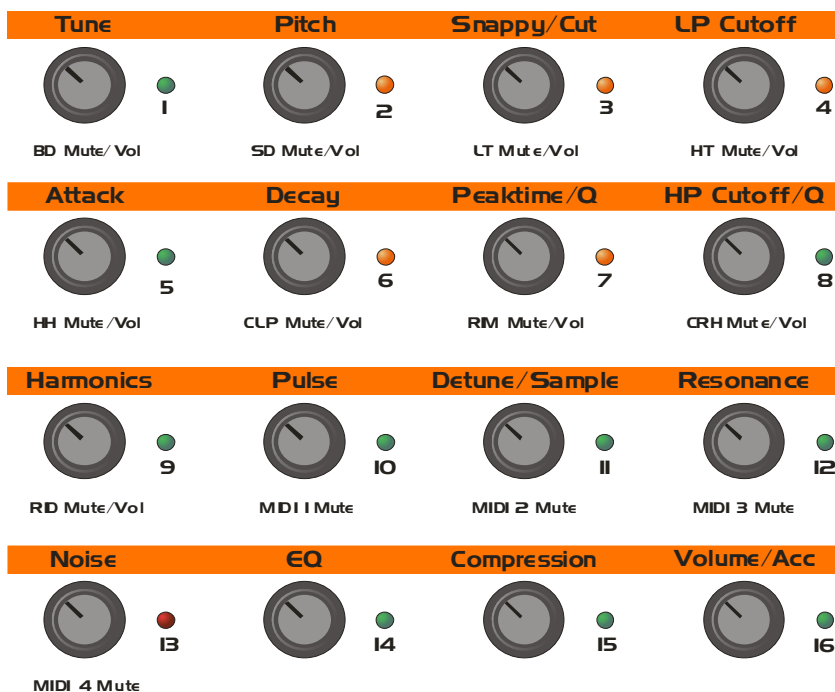 Tune Pitch Snappy/Cut LP Cutoff
1 2 3 4
BD Mute/Vol SD Mute/Vol LT Mute/Vol HT Mute/Vol
Attack Decay Peaktime/Q HP Cutoff/Q
5 6 7 8
HH Mute/Vol CLP Mute/Vol RIM Mute/Vol CRH Mute/Vol
Harmonics Pulse Detune/Sample Resonance
9 10 11 12
RID Mute/Vol MIDI 1 Mute MIDI 2 Mute MIDI 3 Mute
Noise EQ Compression Volume/Acc
13 14 15 16
MIDI 4 Mute